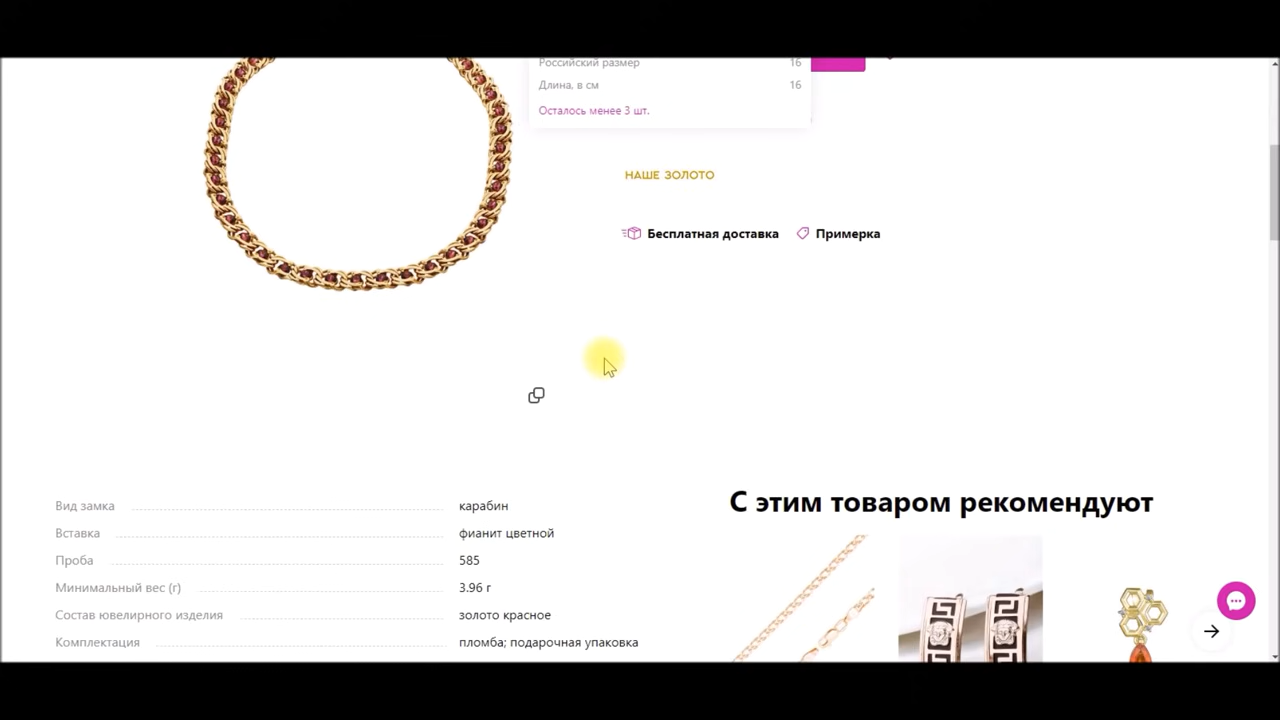 Российский размер 16
Длина, в см 16
Осталось менее 3 шт.
НАШЕ ЗОЛОТО
Бесплатная доставка Примерка
Вид замка карабин
Вставка фианит цветной
Проба 585
Минимальный вес (г) 3.96 г
Состав ювелирного изделия золото красное
Комплектация пломба; подарочная упаковка
С этим товаром рекомендуют